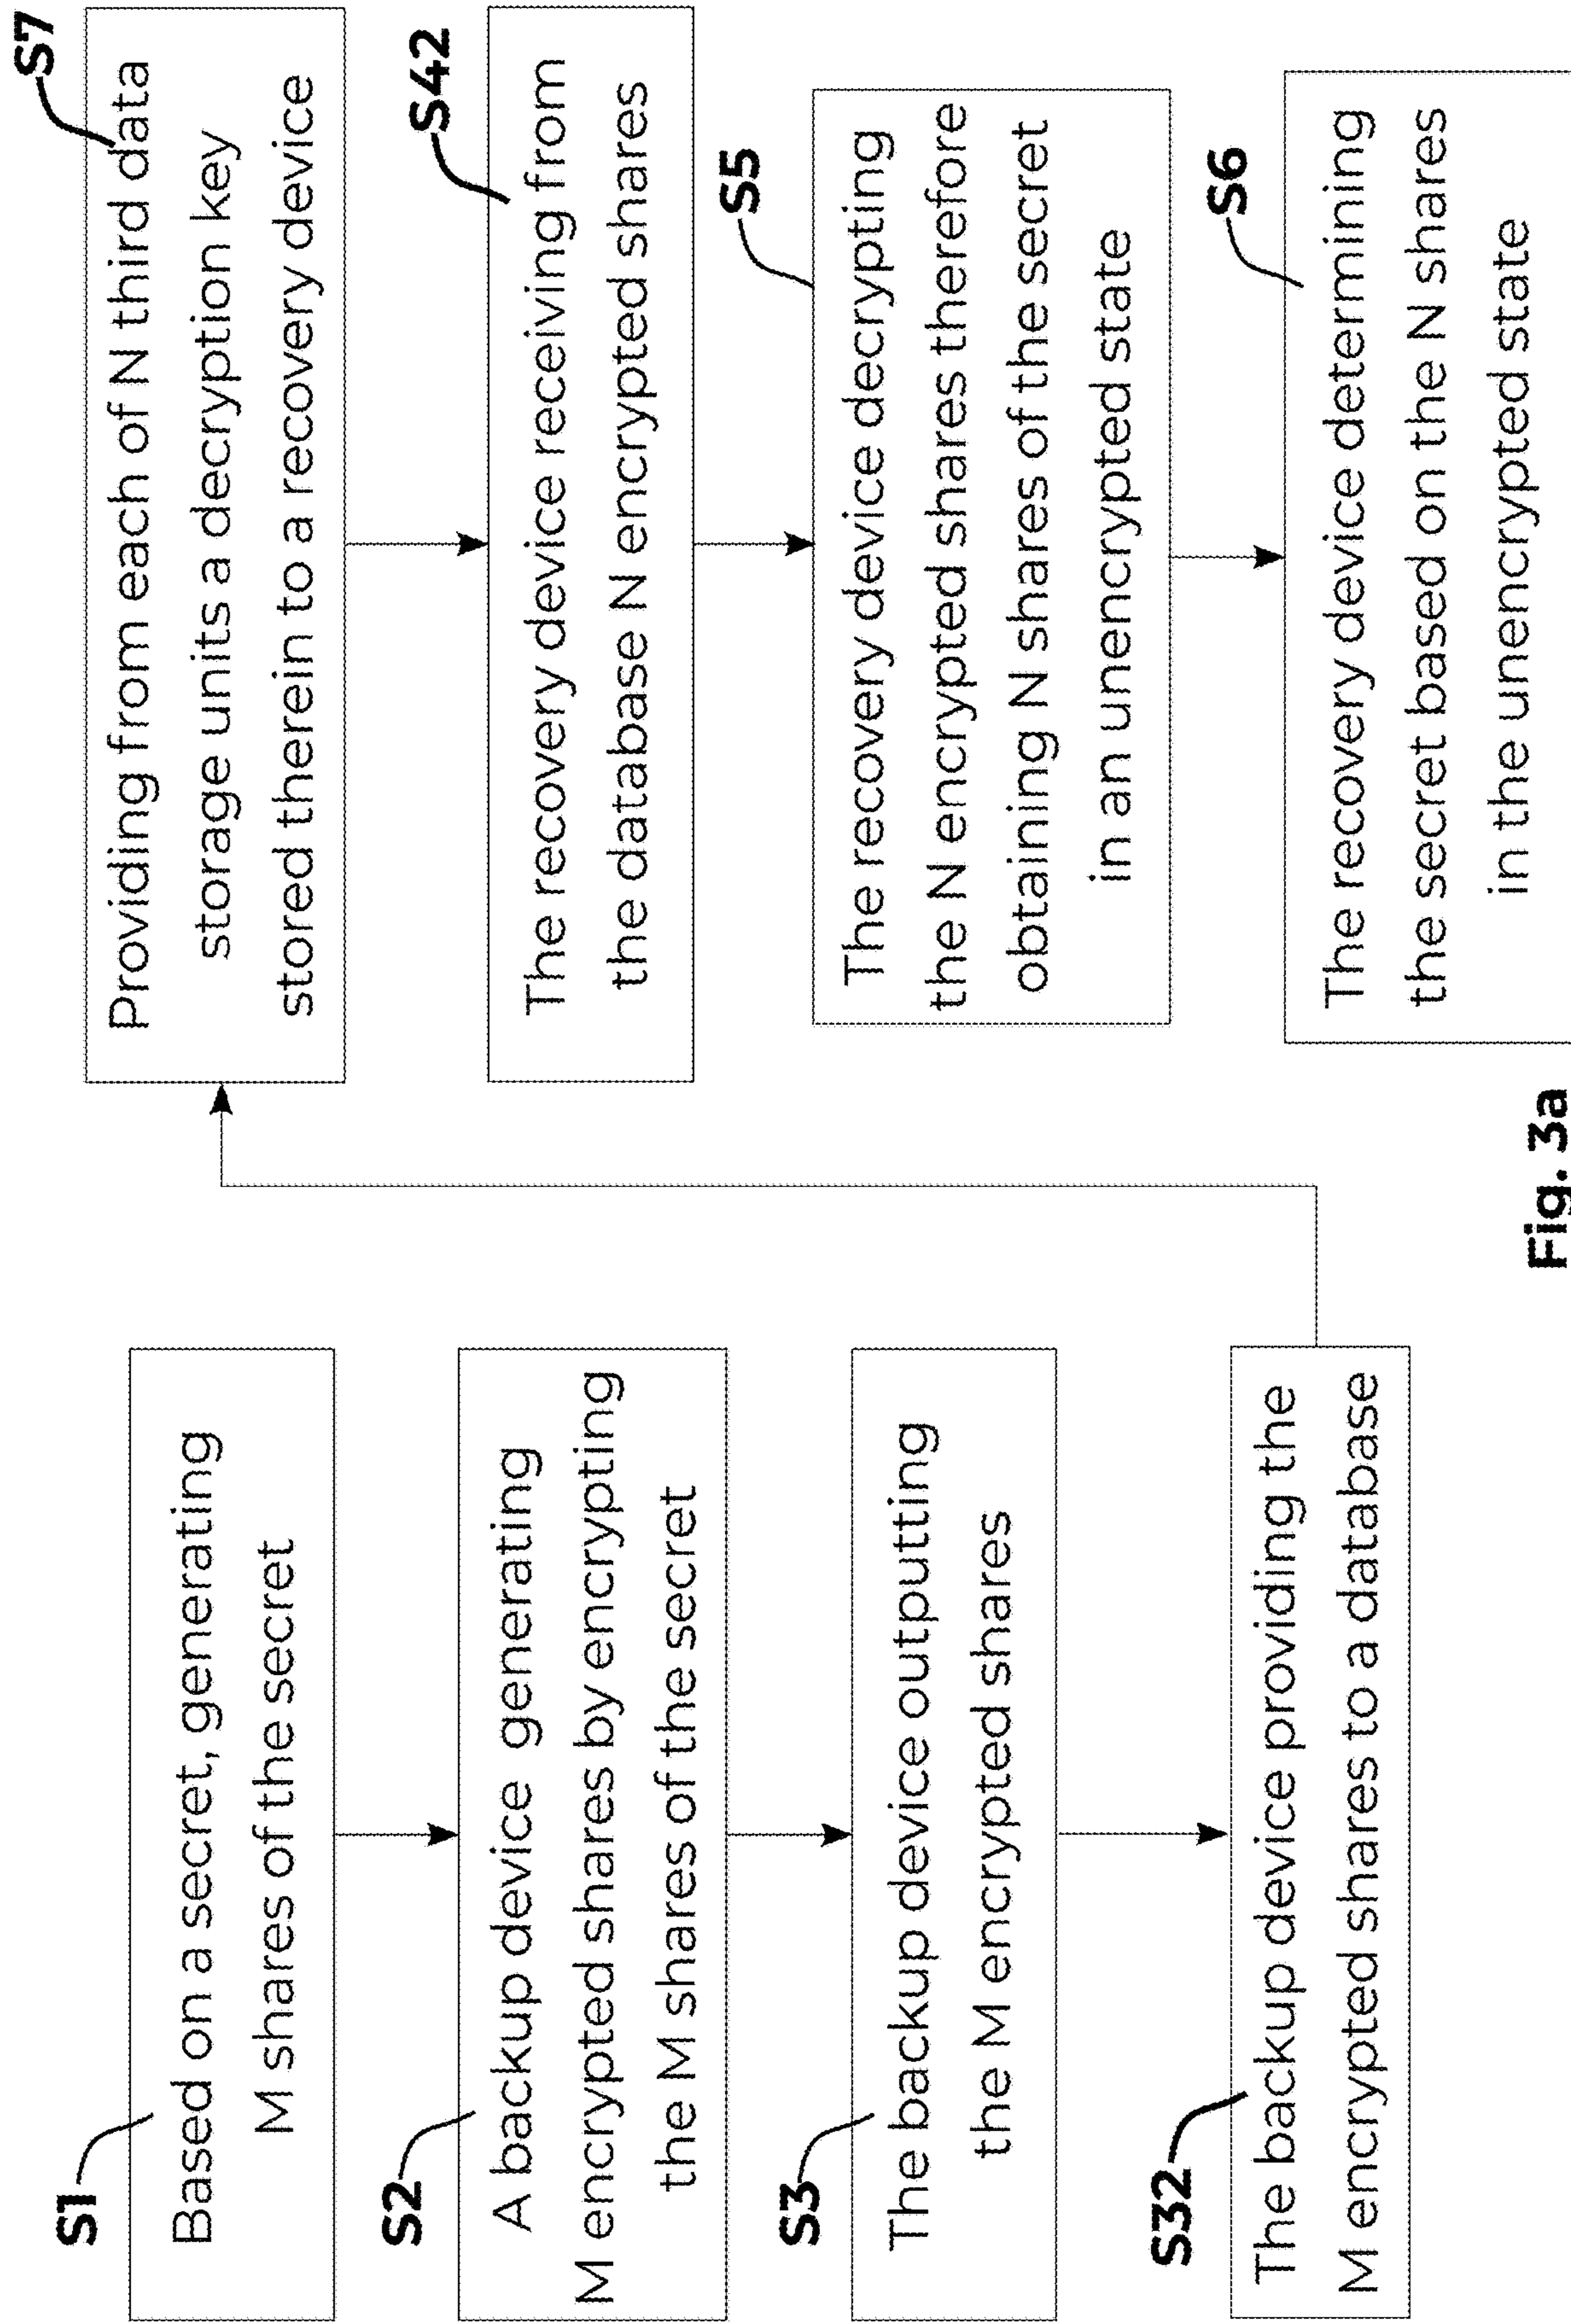 S1
Based on a secret, generating
M shares of the secret
S2
A backup device generating
M encrypted shares by encrypting
the M shares of the secret
S3
The backup device outputting
the M encrypted shares
S32
The backup device providing the
M encrypted shares to a database
S7
Providing from each of N third data
storage units a decryption key
stored therein to a recovery device
S42
The recovery device receiving from
the database N encrypted shares
S5
The recovery device decrypting
the N encrypted shares therefore
obtaining N shares of the secret
in an unencrypted state
S6
The recovery device determining
the secret based on the N shares
in the unencrypted state
Fig. 3a